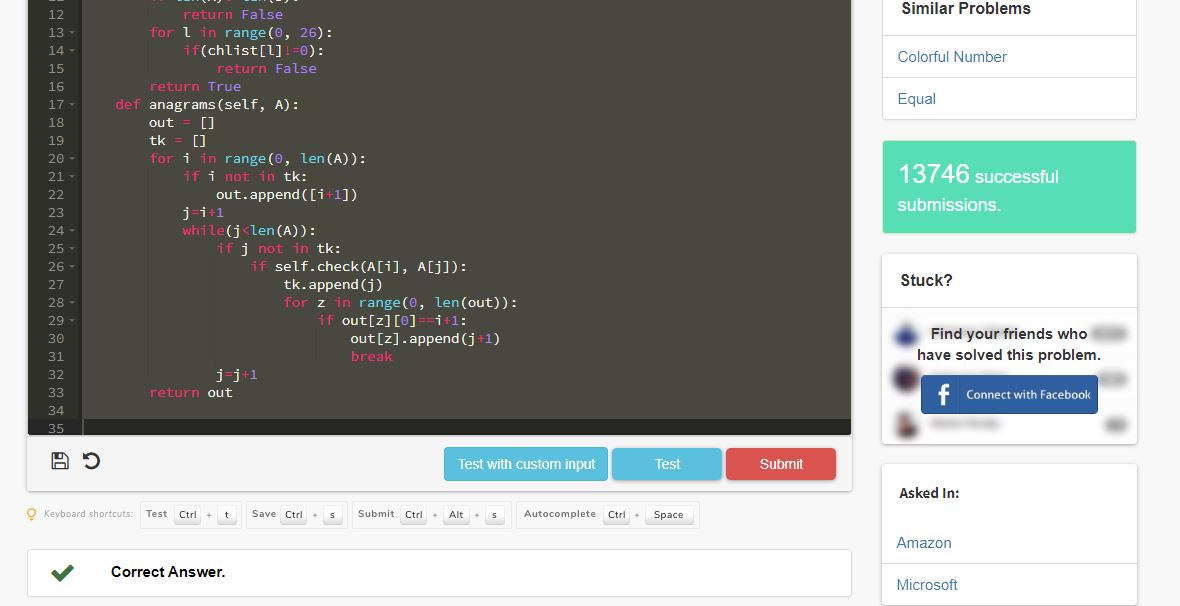 12 return False
13 for l in range(0, 26):
14 if(chlist[l]!=0):
15 return False
16 return True
17 def anagrams(self, A):
18 out = []
19 tk = []
20 for i in range(0, len(A)):
21 if i not in tk:
22 out.append([i+1])
23 j=i+1
24 while(j<len(A)):
25 if j not in tk:
26 if self.check(A[i], A[j]):
27 tk.append(j)
28 for z in range(0, len(out)):
29 if out[z][0]==i+1:
30 out[z].append(j+1)
31 break
32 j=j+1
33 return out
34
35
Test with custom input
Test
Submit
Keyboard shortcuts: Test Ctrl + t Save Ctrl + s Submit Ctrl + Alt + s Autocomplete Ctrl + Space
Correct Answer.
Similar Problems
Colorful Number
Equal
13746 successful
submissions.
Stuck?
Find your friends who
have solved this problem.
f Connect with Facebook
Asked In:
Amazon
Microsoft